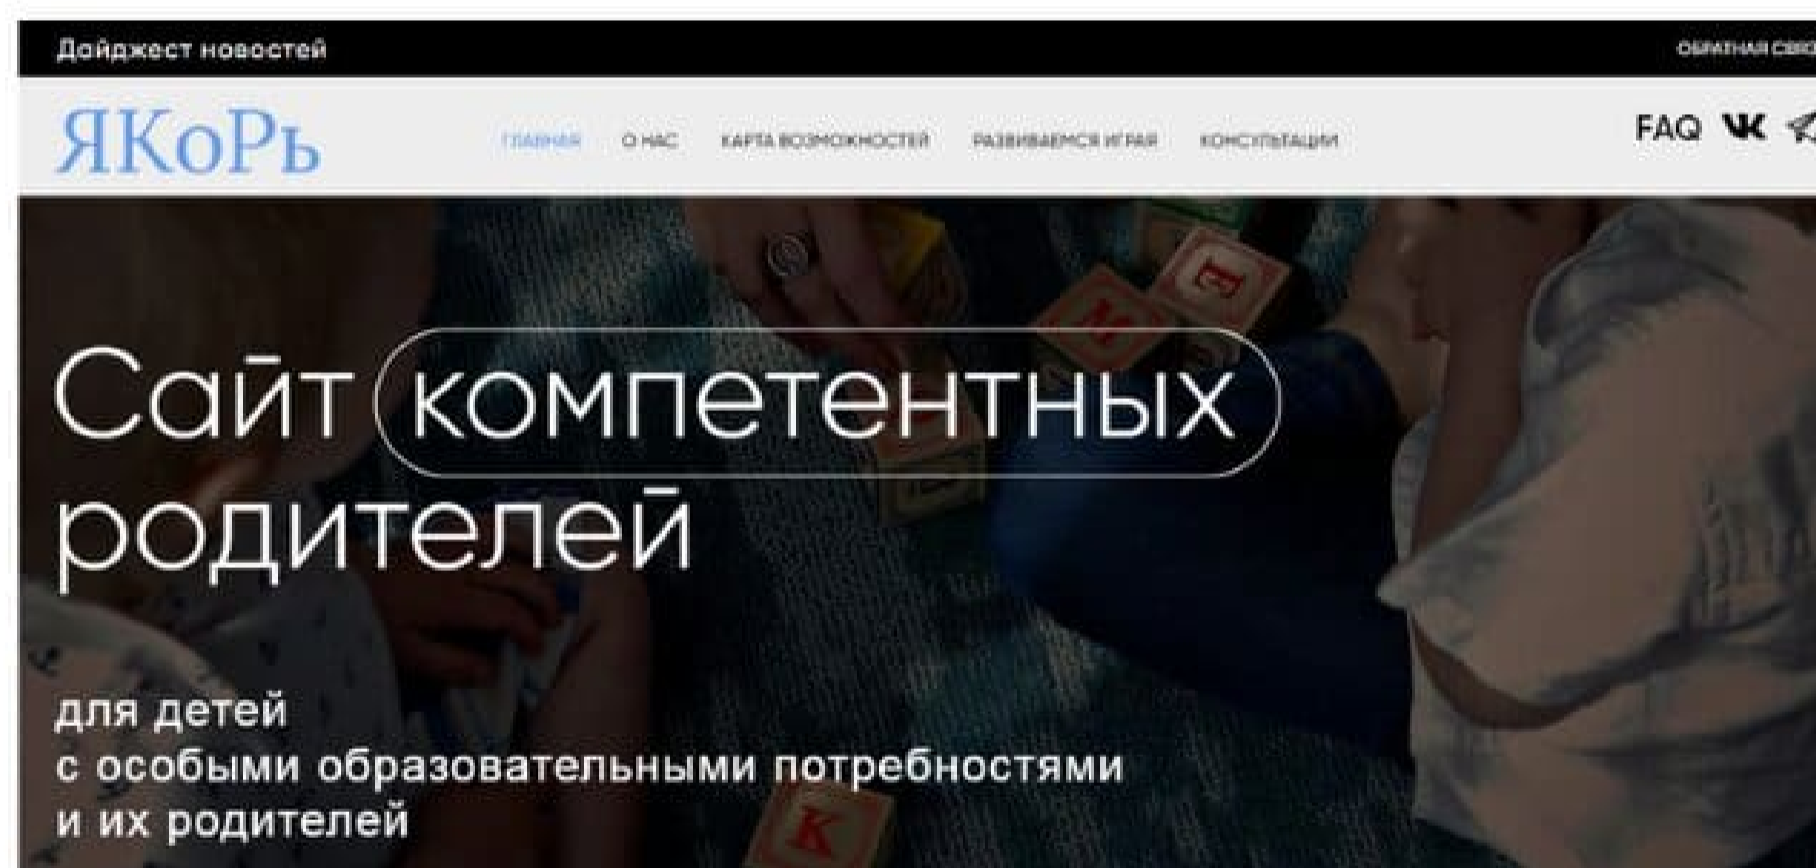 Дайджест новостей
ОБРАТНАЯ
ЯКоРЬ
ГЛАВНАЯ О НАС КАРТА ВОЗМОЖНОСТЕЙ РАЗВИВАЕМСЯ ИГРАЯ КОНСУЛЬТАЦИИ
FAQ
E
M
Сайт компетентных
родителей
для детей
с особыми образовательными потребностями
и их родителей
K